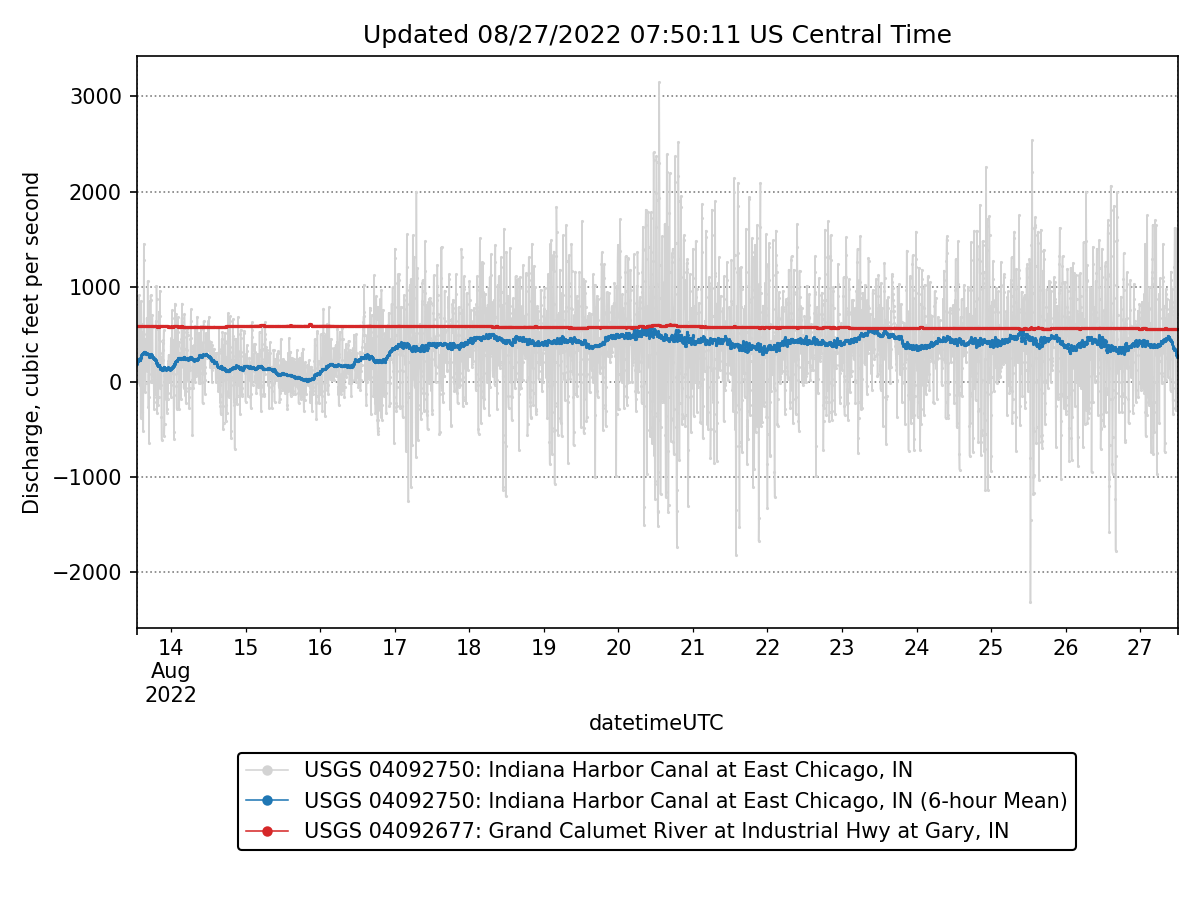 Updated 08/27/2022 07:50:11 US Central Time
Discharge, cubic feet per second
3000
2000
1000
0
−1000
−2000
14 15 16 17 18 19 20 21 22 23 24 25 26 27
Aug
2022
datetimeUTC
USGS 04092750: Indiana Harbor Canal at East Chicago, IN
USGS 04092750: Indiana Harbor Canal at East Chicago, IN (6-hour Mean)
USGS 04092677: Grand Calumet River at Industrial Hwy at Gary, IN